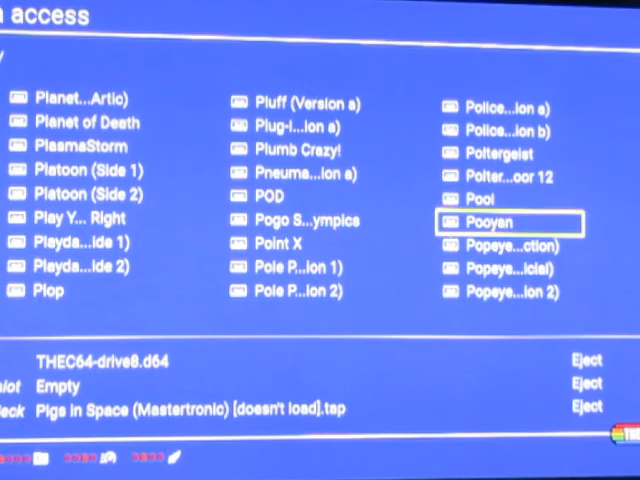 access
Planet...Artic)
Planet of Death
PlasmaStorm
Platoon (Side 1)
Platoon (Side 2)
Play Y... Right
Playda...ide 1)
Playda...ide 2)
Plop
Pluff (Version a)
Plug-I...ion a)
Plumb Crazy!
Pneuma...ion a)
POD
Pogo S...ympics
Point X
Pole P...ion 1)
Pole P...ion 2)
Police...ion a)
Police...ion b)
Poltergeist
Polter...oor 12
Pool
Pooyan
Popeye...ction)
Popeye...icial)
Popeye...ion 2)
THEC64-drive8.d64 Eject
Empty Eject
Pigs in Space (Mastertronic) [doesn't load].tap Eject
THE